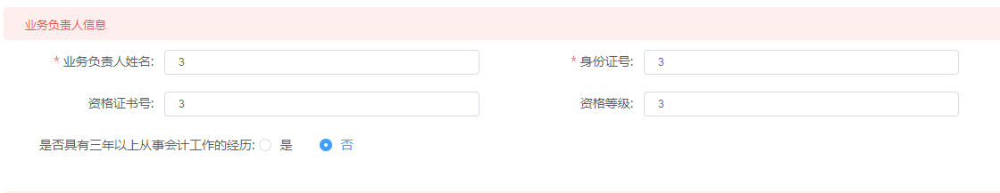 业务负责人信息
* 业务负责人姓名: 3 * 身份证号: 3
资格证书号: 3 资格等级: 3
是否具有三年以上从事会计工作的经历: 是 否